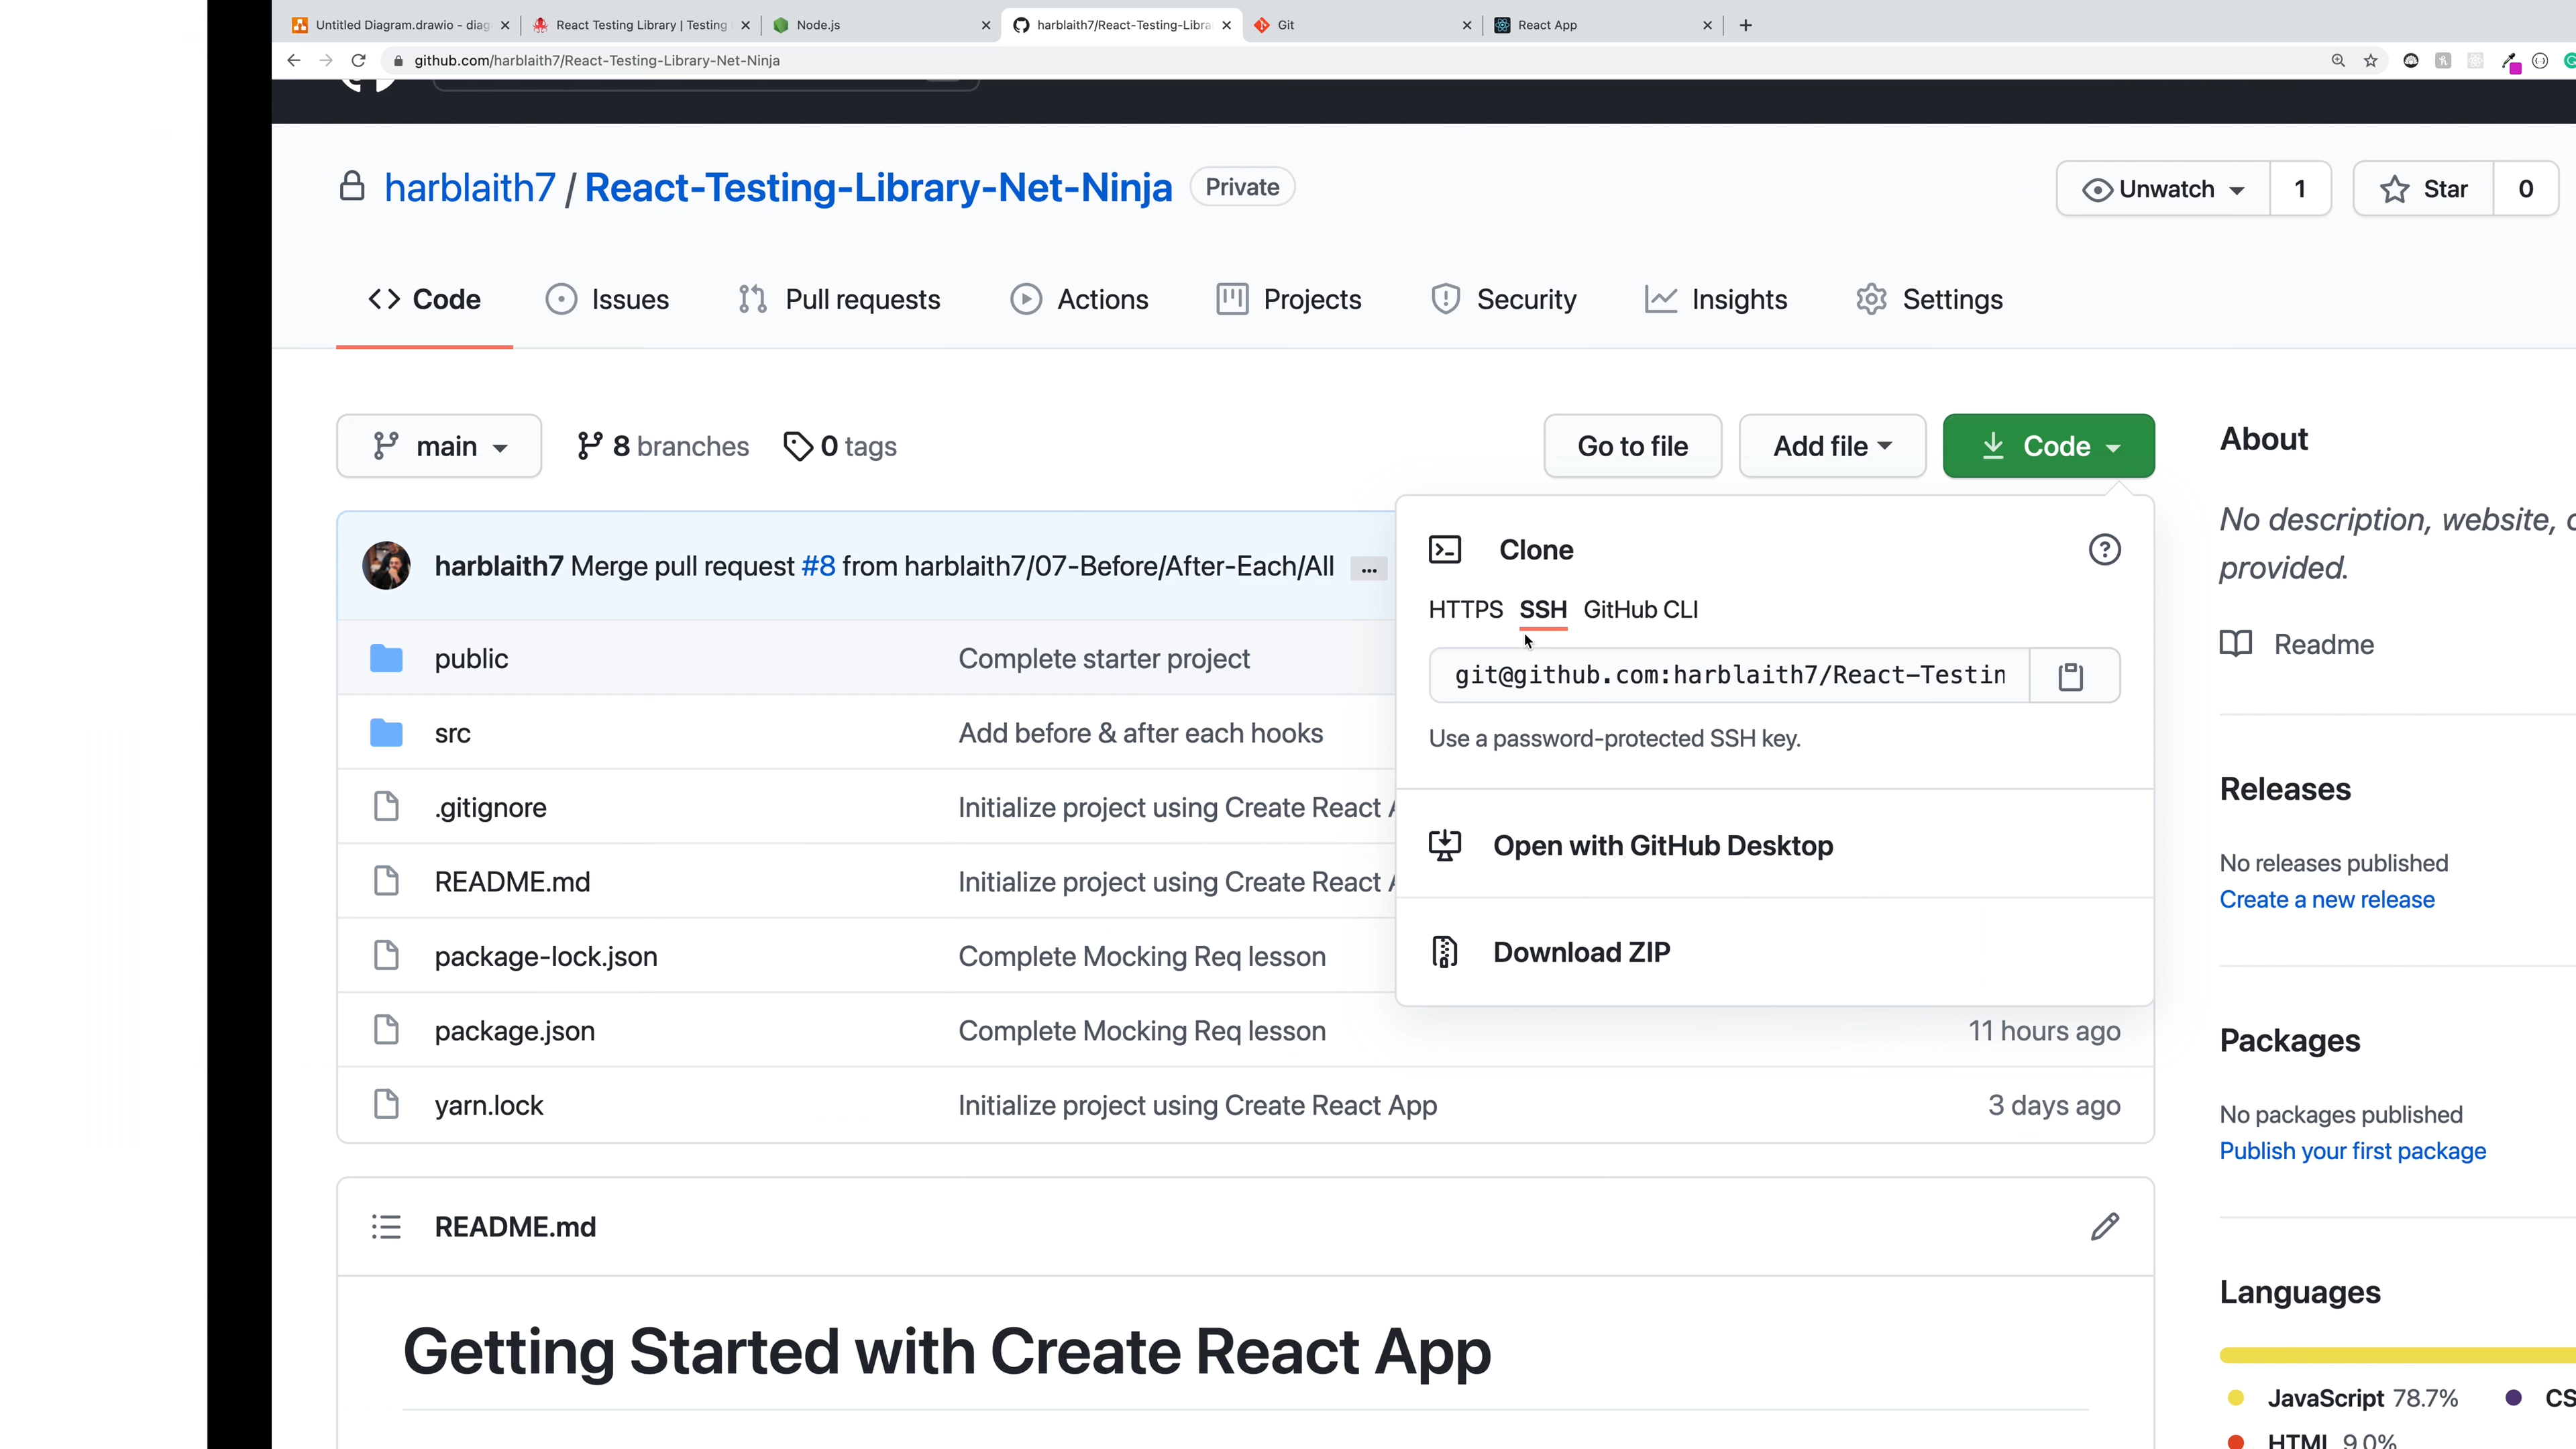 Untitled Diagram.drawio - diag
React Testing Library | Testing
Node.js
harblaith7/React-Testing-Libra
Git
React App
github.com/harblaith7/React-Testing-Library-Net-Ninja
harblaith7 / React-Testing-Library-Net-Ninja Private
Unwatch 1
Star 0
Code
Issues
Pull requests
Actions
Projects
Security
Insights
Settings
main
8 branches
0 tags
Go to file
Add file
Code
harblaith7 Merge pull request #8 from harblaith7/07-Before/After-Each/All ...
public Complete starter project
src Add before & after each hooks
.gitignore Initialize project using Create React A
README.md Initialize project using Create React A
package-lock.json Complete Mocking Req lesson
package.json Complete Mocking Req lesson 11 hours ago
yarn.lock Initialize project using Create React App 3 days ago
Clone
HTTPS SSH GitHub CLI
git@github.com:harblaith7/React-Testin
Use a password-protected SSH key.
Open with GitHub Desktop
Download ZIP
README.md
Getting Started with Create React App
About
No description, website,
provided.
Readme
Releases
No releases published
Create a new release
Packages
No packages published
Publish your first package
Languages
JavaScript 78.7% CS
HTML 9.0%